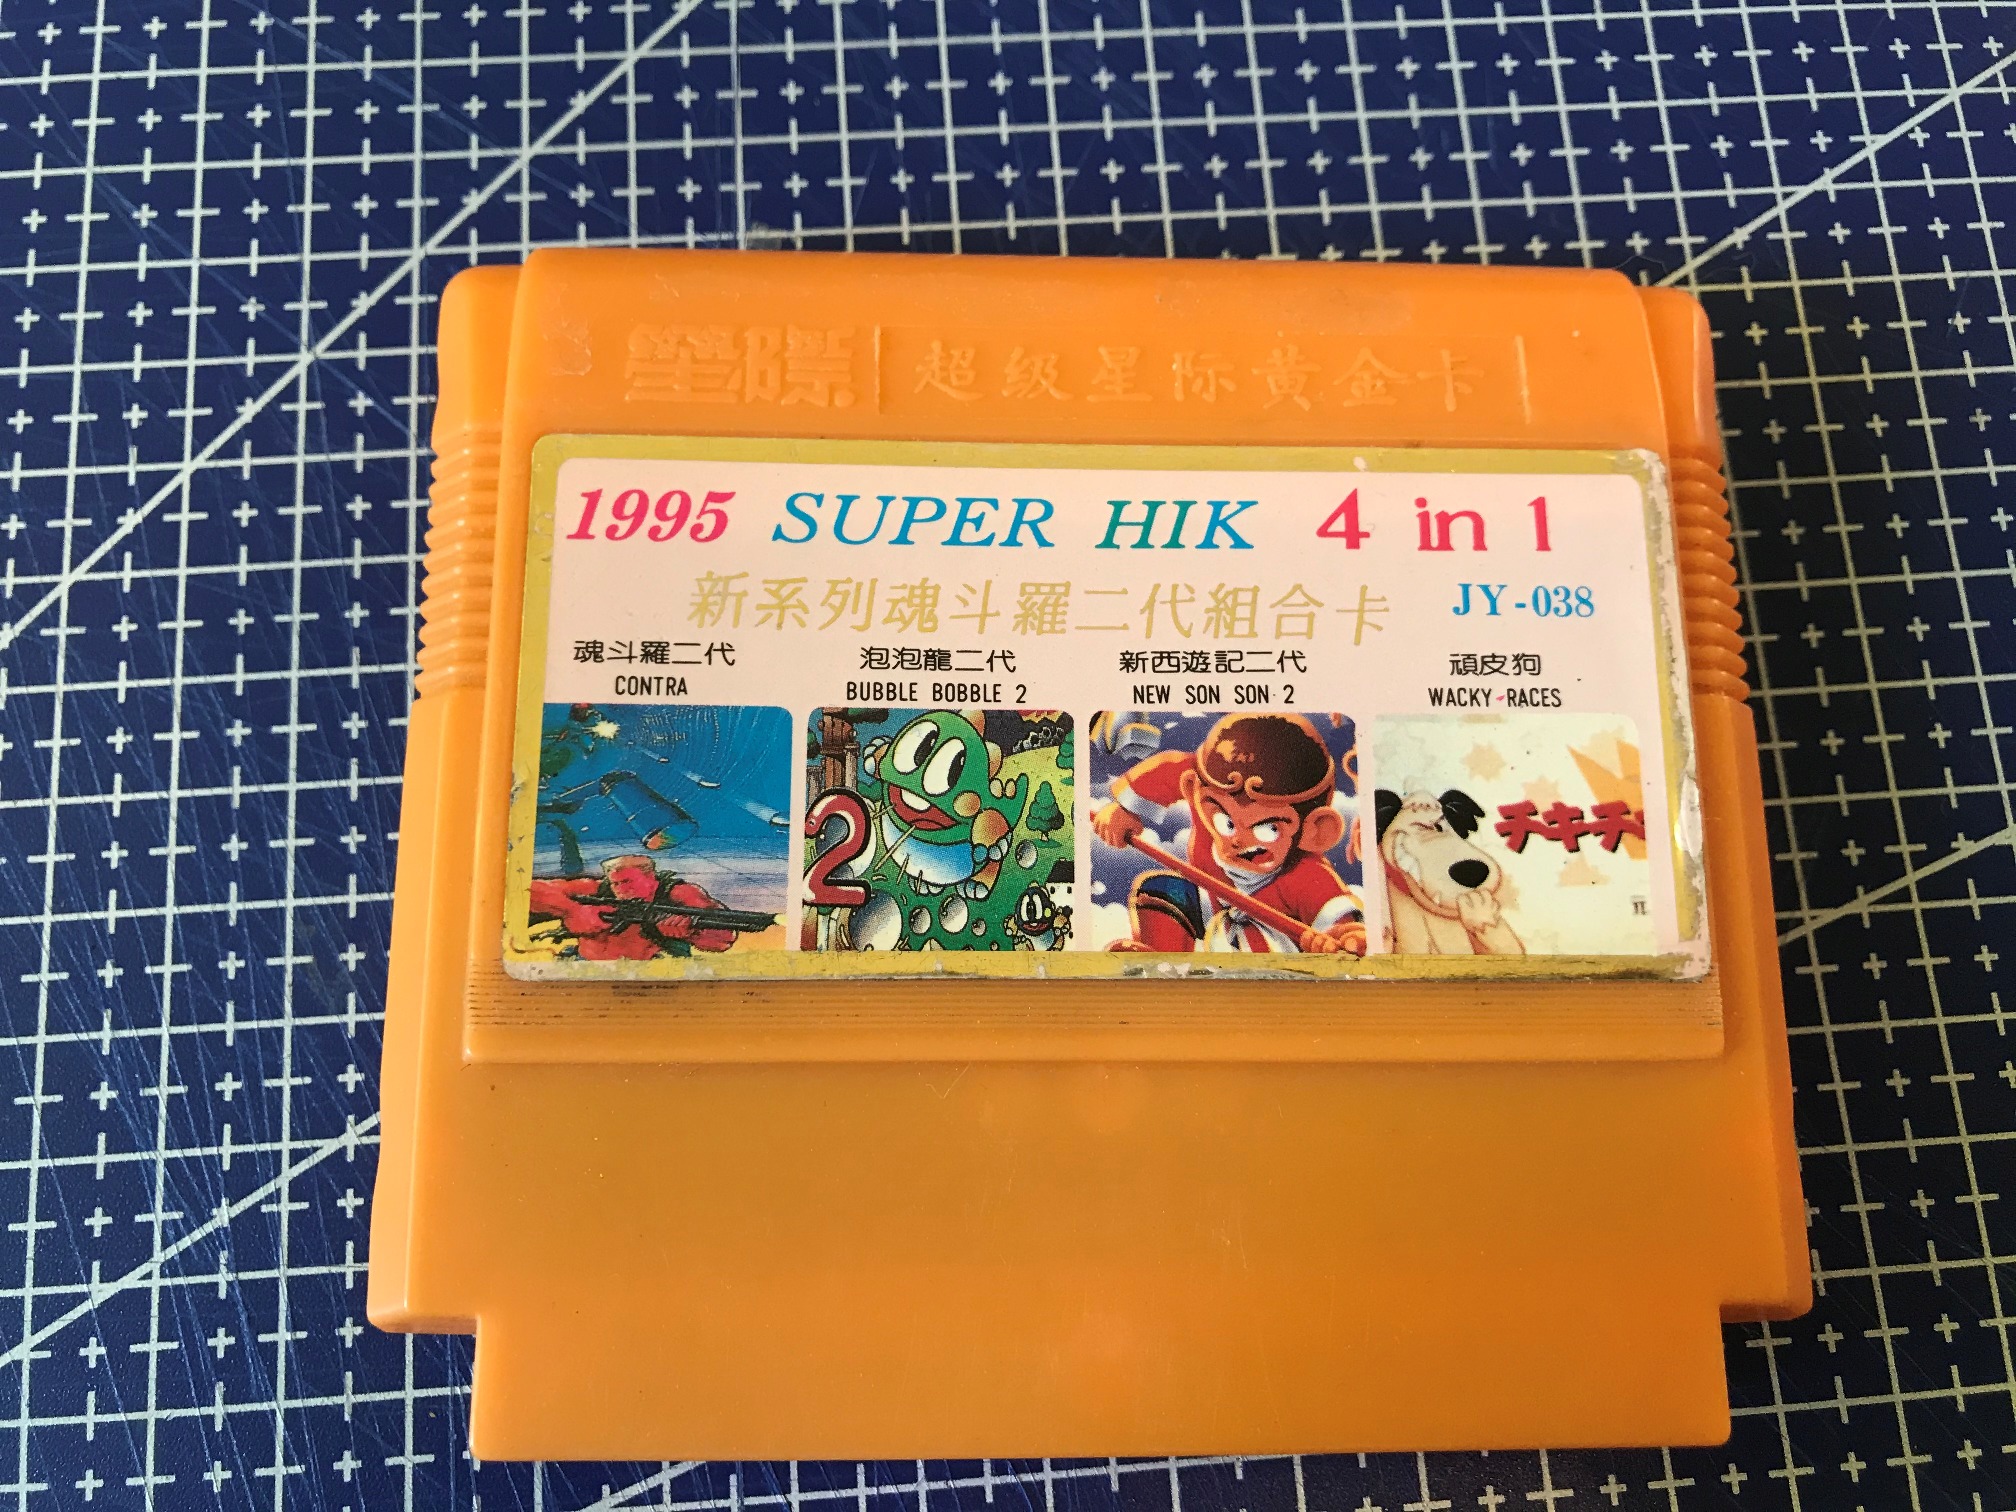 星際 超级星际黄金卡
1995 SUPER HIK 4 in 1
新系列魂斗羅二代組合卡 JY-038
魂斗羅二代 泡泡龍二代 新西遊記二代 頑皮狗
CONTRA BUBBLE BOBBLE 2 NEW SON SON 2 WACKY RACES
2
チキチ